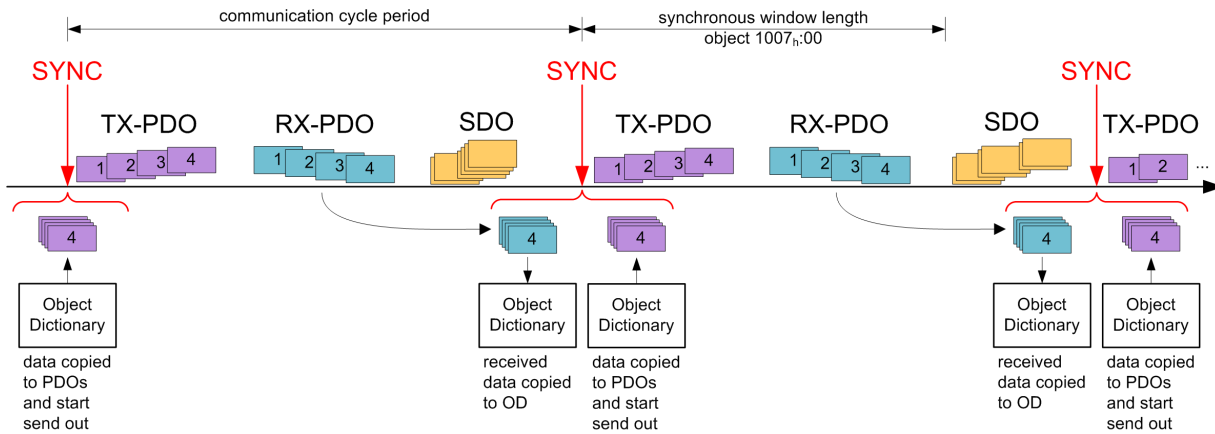 communication cycle period
synchronous window length
object 1007h:00
SYNC
SYNC
SYNC
TX-PDO
RX-PDO
SDO
TX-PDO
RX-PDO
SDO
TX-PDO
1 2 3 4
1 2 3 4
1 2 3 4
1 2 3 4
1 2 ...
4
4
4
4
4
Object
Dictionary
data copied
to PDOs
and start
send out
Object
Dictionary
received
data copied
to OD
Object
Dictionary
data copied
to PDOs
and start
send out
Object
Dictionary
received
data copied
to OD
Object
Dictionary
data copied
to PDOs
and start
send out